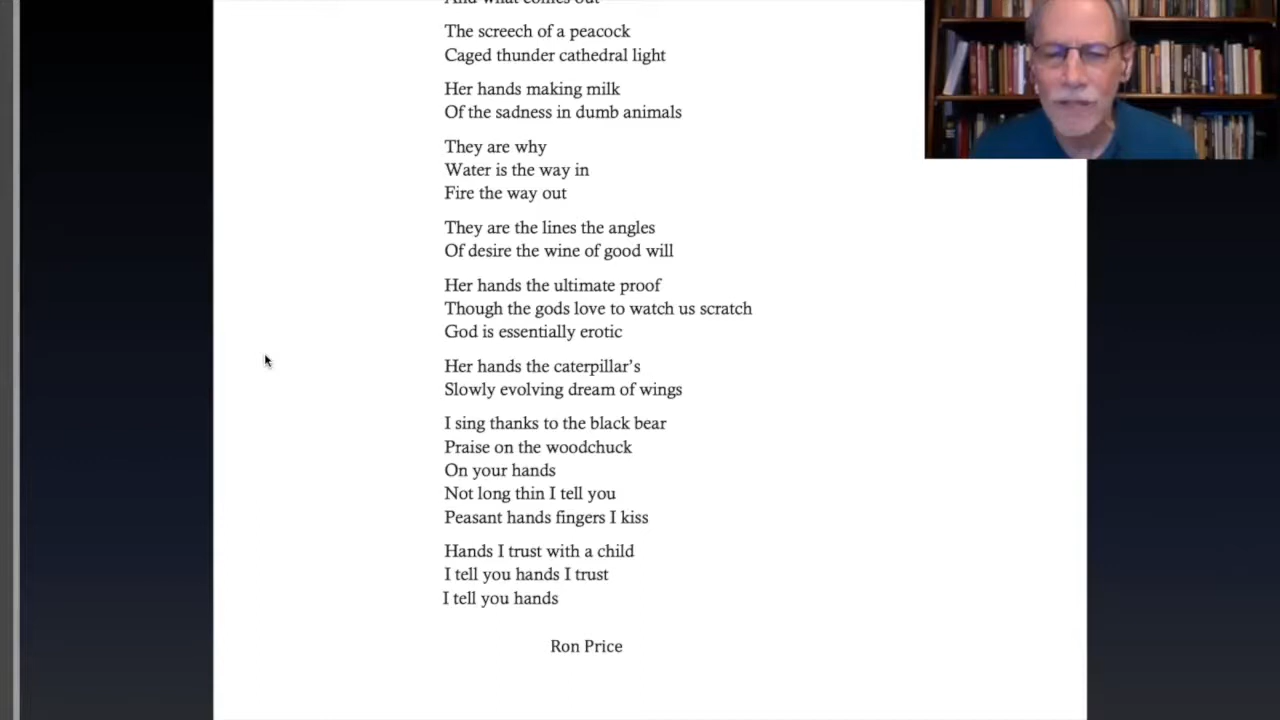 And what comes out
The screech of a peacock
Caged thunder cathedral light
Her hands making milk
Of the sadness in dumb animals
They are why
Water is the way in
Fire the way out
They are the lines the angles
Of desire the wine of good will
Her hands the ultimate proof
Though the gods love to watch us scratch
God is essentially erotic
Her hands the caterpillar’s
Slowly evolving dream of wings
I sing thanks to the black bear
Praise on the woodchuck
On your hands
Not long thin I tell you
Peasant hands fingers I kiss
Hands I trust with a child
I tell you hands I trust
I tell you hands
Ron Price